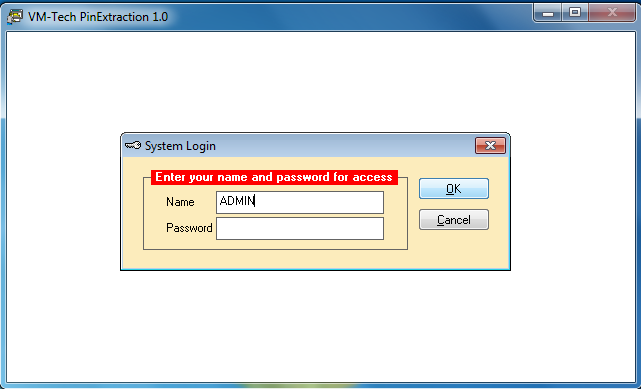 VM-Tech PinExtraction 1.0
System Login
Enter your name and password for access
Name ADMIN
OK
Password
Cancel